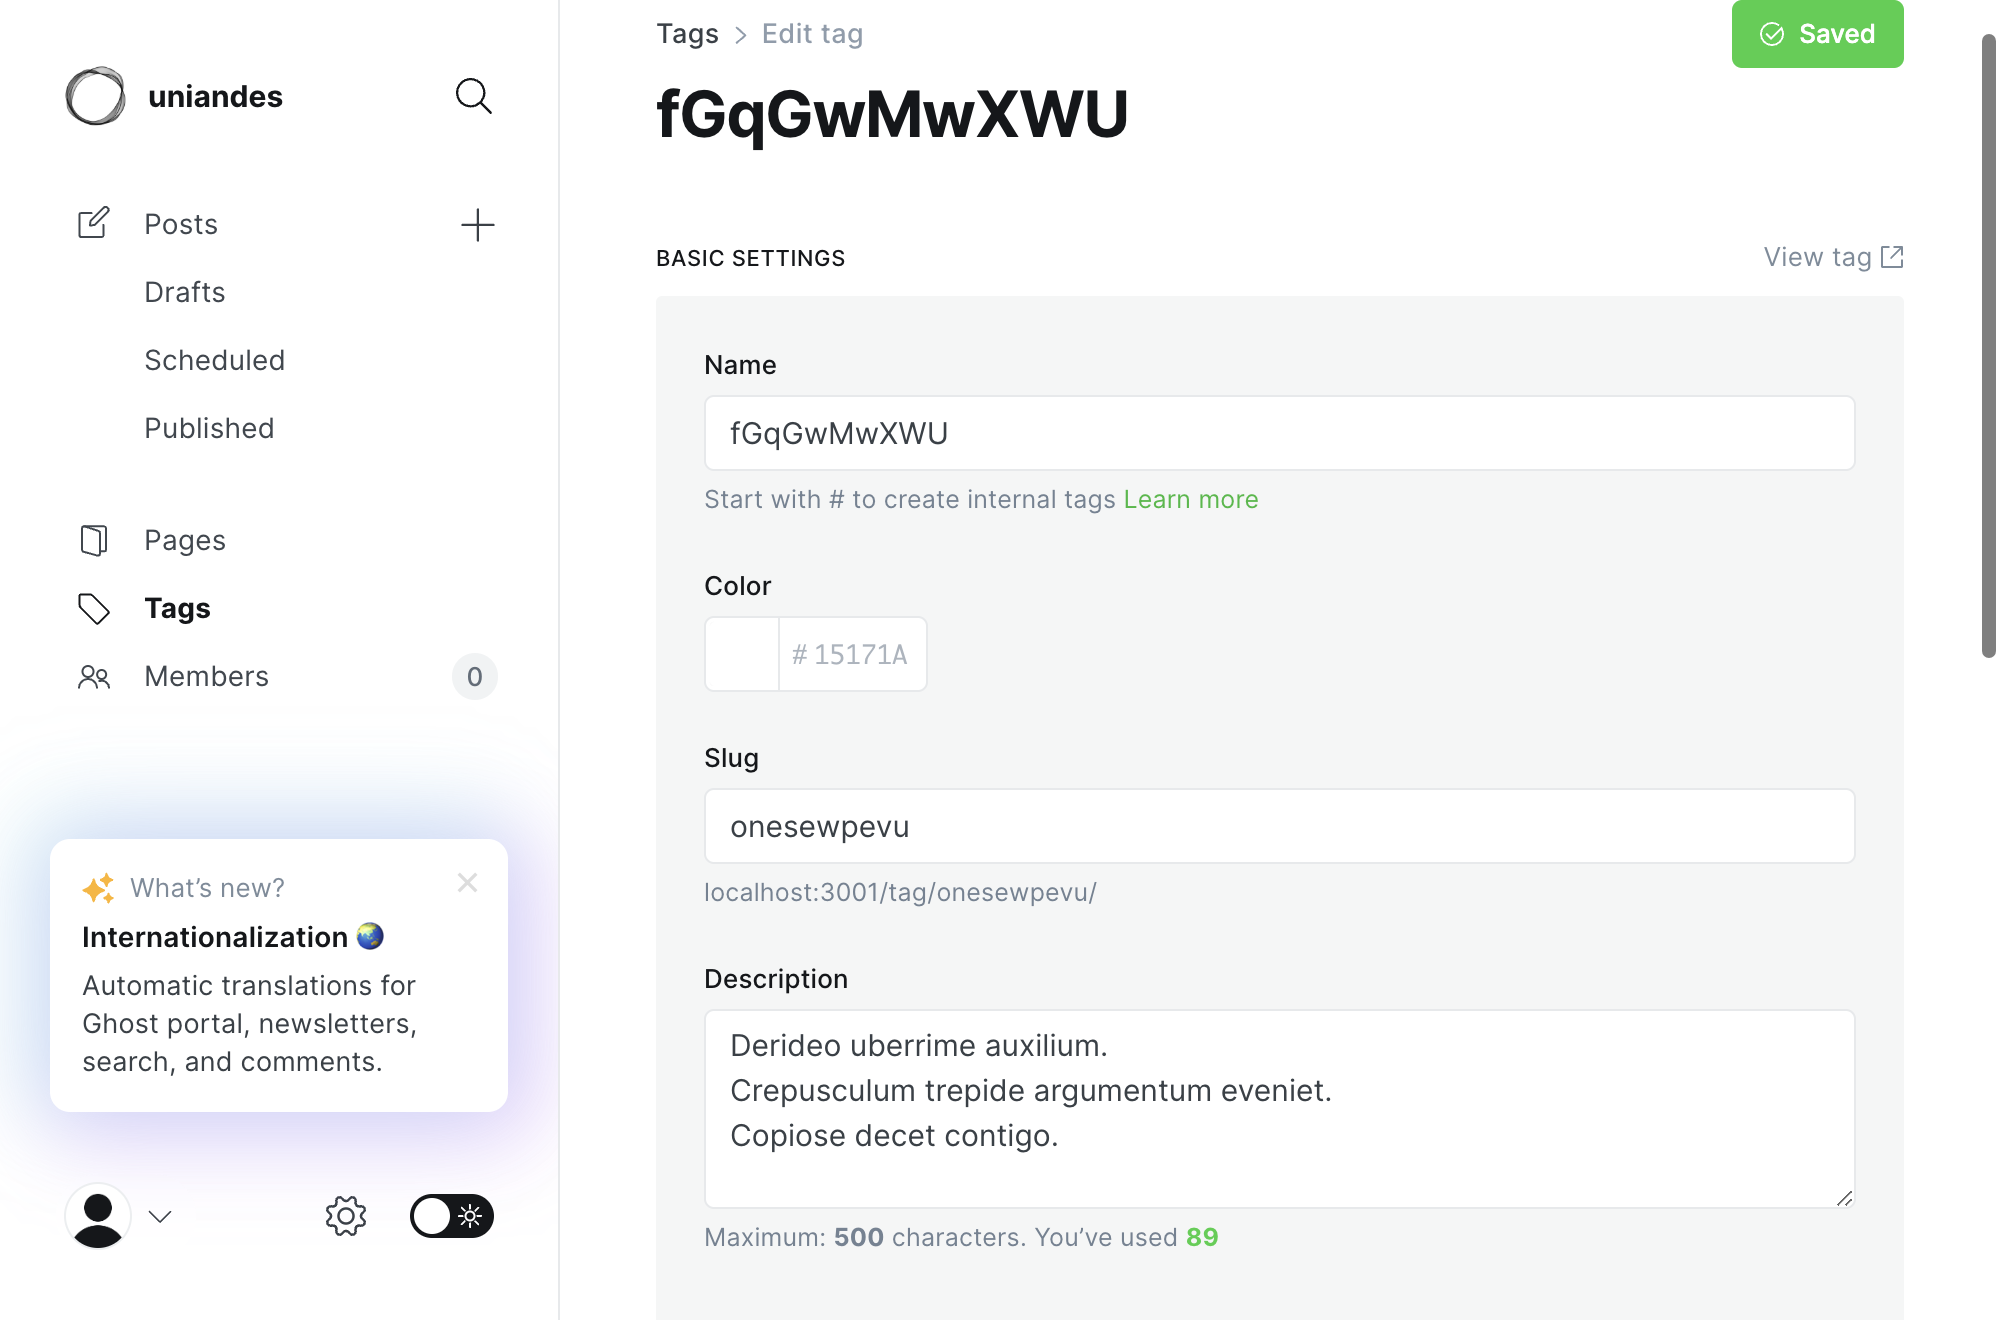 uniandes
Posts
Drafts
Scheduled
Published
Pages
Tags
Members
0
What’s new?
Internationalization
Automatic translations for
Ghost portal, newsletters,
search, and comments.
Tags > Edit tag
Saved
fGqGwMwXWU
BASIC SETTINGS
View tag
Name
fGqGwMwXWU
Start with # to create internal tags Learn more
Color
# 15171A
Slug
onesewpevu
localhost:3001/tag/onesewpevu/
Description
Derideo uberrime auxilium.
Crepusculum trepide argumentum eveniet.
Copiose decet contigo.
Maximum: 500 characters. You’ve used 89